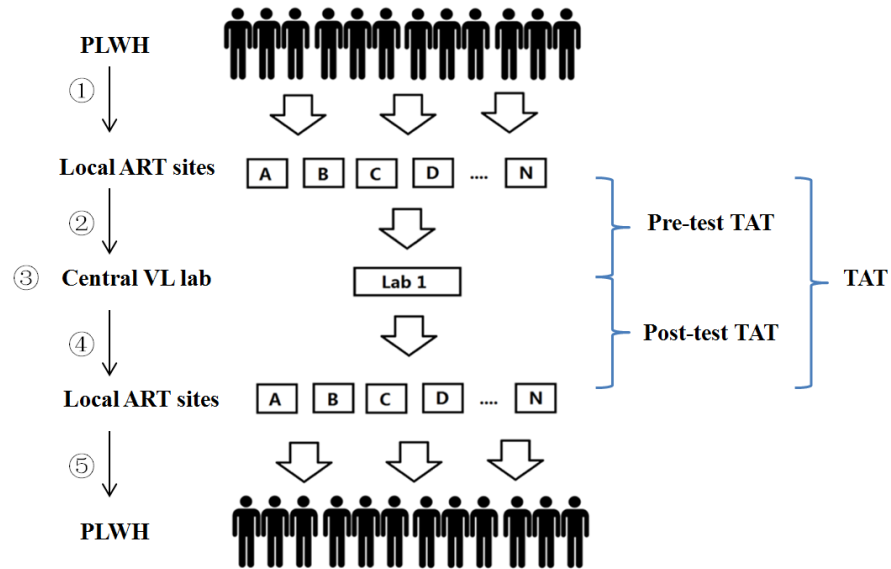 PLWH
①
Local ART sites
A B C D .... N
②
Pre-test TAT
③ Central VL lab
Lab 1
TAT
④
Post-test TAT
Local ART sites
A B C D .... N
⑤
PLWH